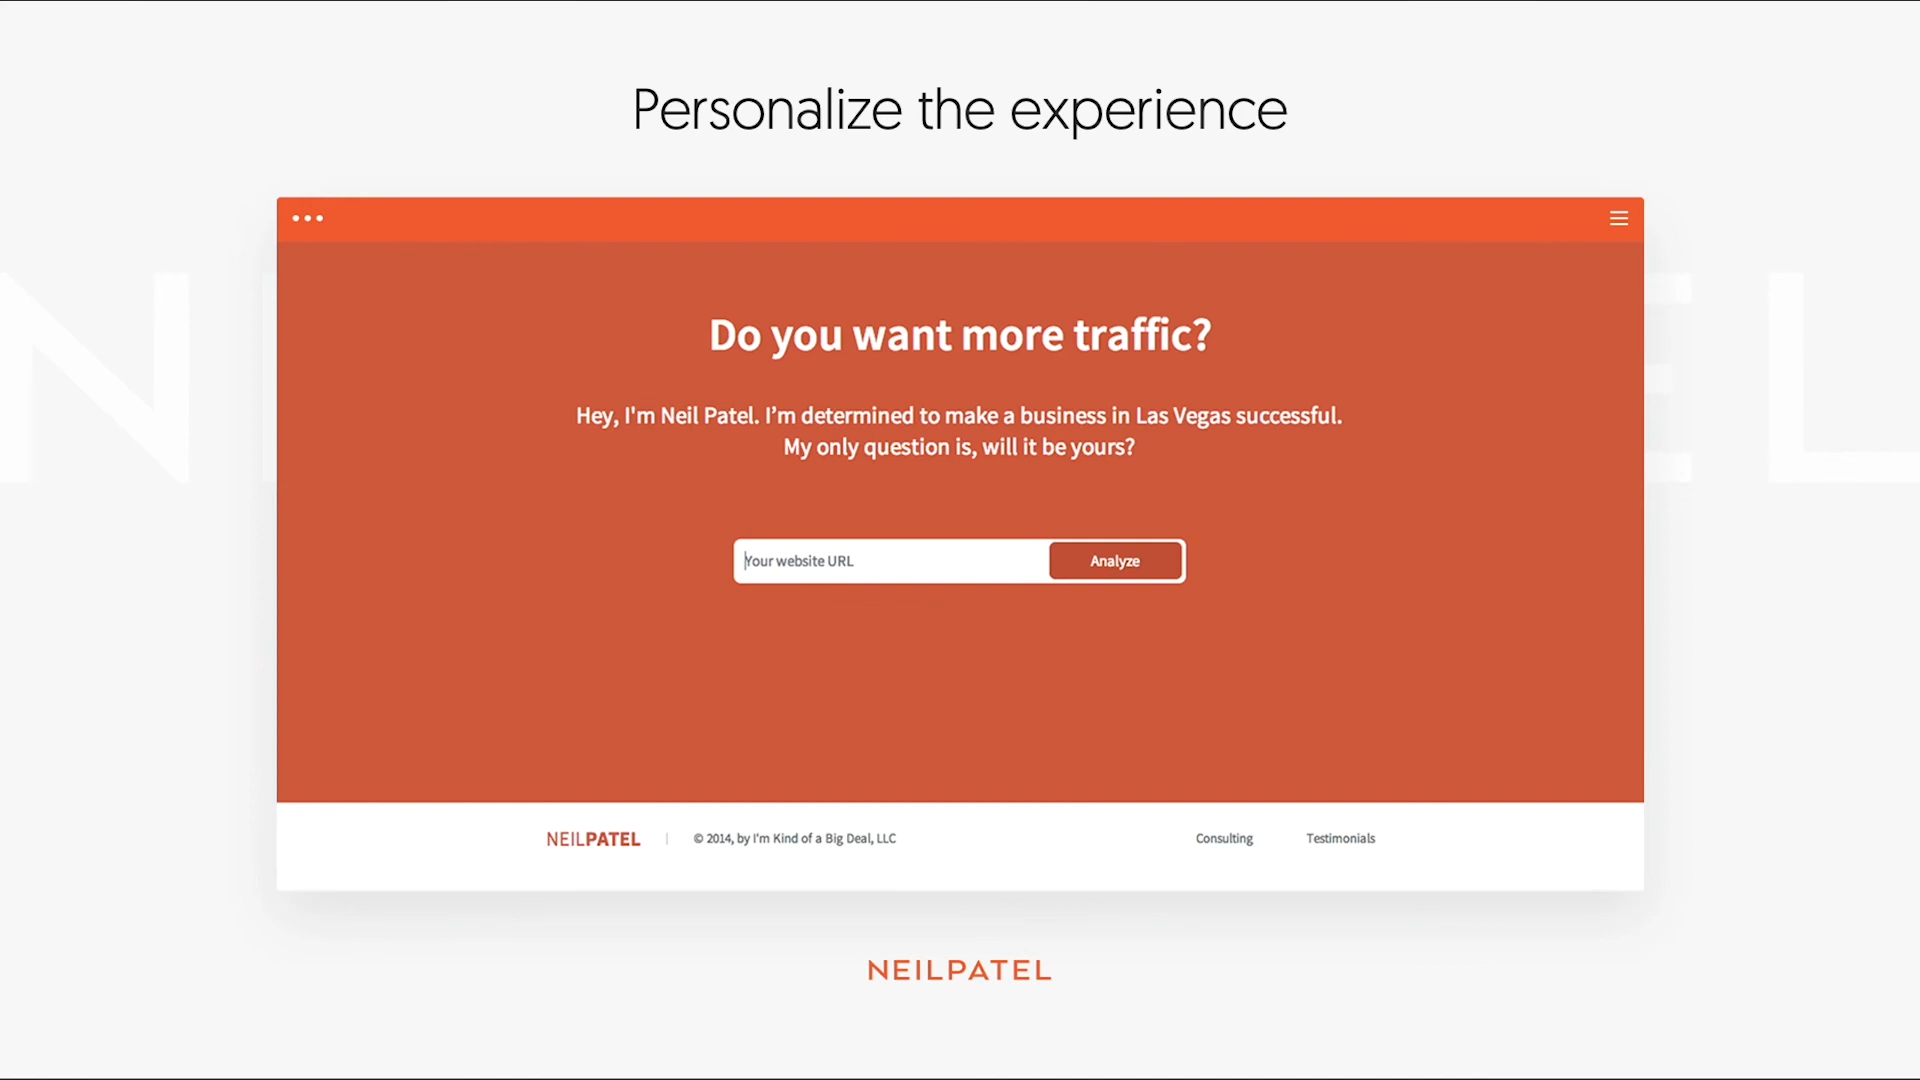 Personalize the experience
Do you want more traffic?
Hey, I'm Neil Patel. I’m determined to make a business in Las Vegas successful.
My only question is, will it be yours?
Your website URL
Analyze
NEILPATEL | © 2014, by I'm Kind of a Big Deal, LLC
Consulting
Testimonials
NEILPATEL